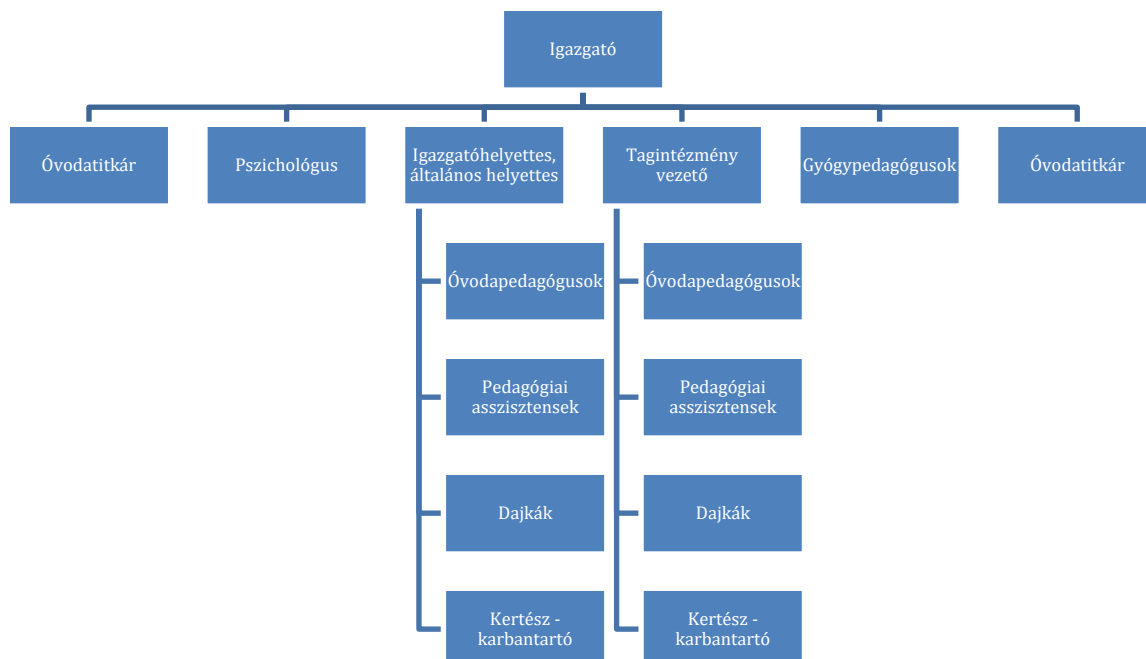 Igazgató
Óvodatitkár
Pszichológus
Igazgatóhelyettes,
általános helyettes
Tagintézmény
vezető
Gyógypedagógusok
Óvodatitkár
Óvodapedagógusok
Pedagógiai
asszisztensek
Dajkák
Kertész -
karbantartó
Óvodapedagógusok
Pedagógiai
asszisztensek
Dajkák
Kertész -
karbantartó